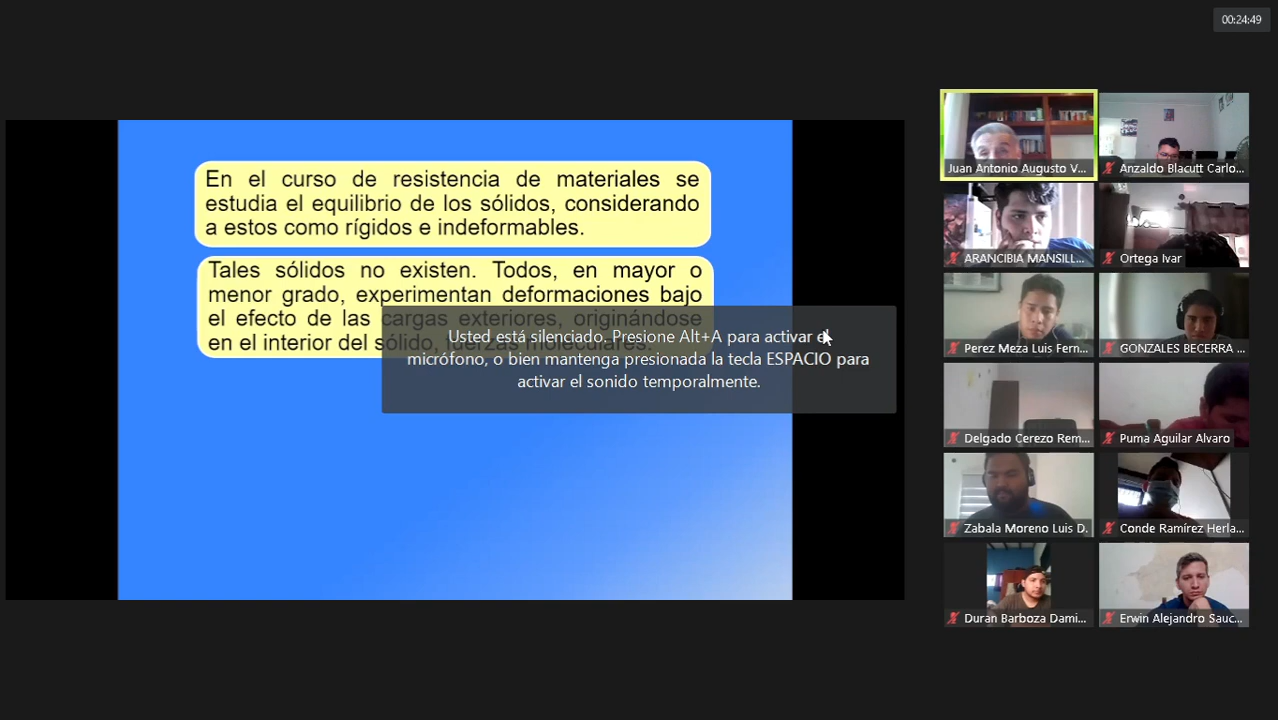 00:24:49
En el curso de resistencia de materiales se
estudia el equilibrio de los sólidos, considerando
a estos como rígidos e indeformables.
Tales sólidos no existen. Todos, en mayor o
menor grado, experimentan deformaciones bajo
el efecto de las cargas exteriores, originándose
en el interior del sólido, fuerzas moleculares.
Usted está silenciado. Presione Alt+A para activar el
micrófono, o bien mantenga presionada la tecla ESPACIO para
activar el sonido temporalmente.
Juan Antonio Augusto V...
Anzaldo Blacutt Carlo...
ARANCIBIA MANSILL...
Ortega Ivar
Perez Meza Luis Fern...
GONZALES BECERRA ...
Delgado Cerezo Rem...
Puma Aguilar Alvaro
Zabala Moreno Luis D.
Conde Ramírez Herla...
Duran Barboza Dami...
Erwin Alejandro Sauc...